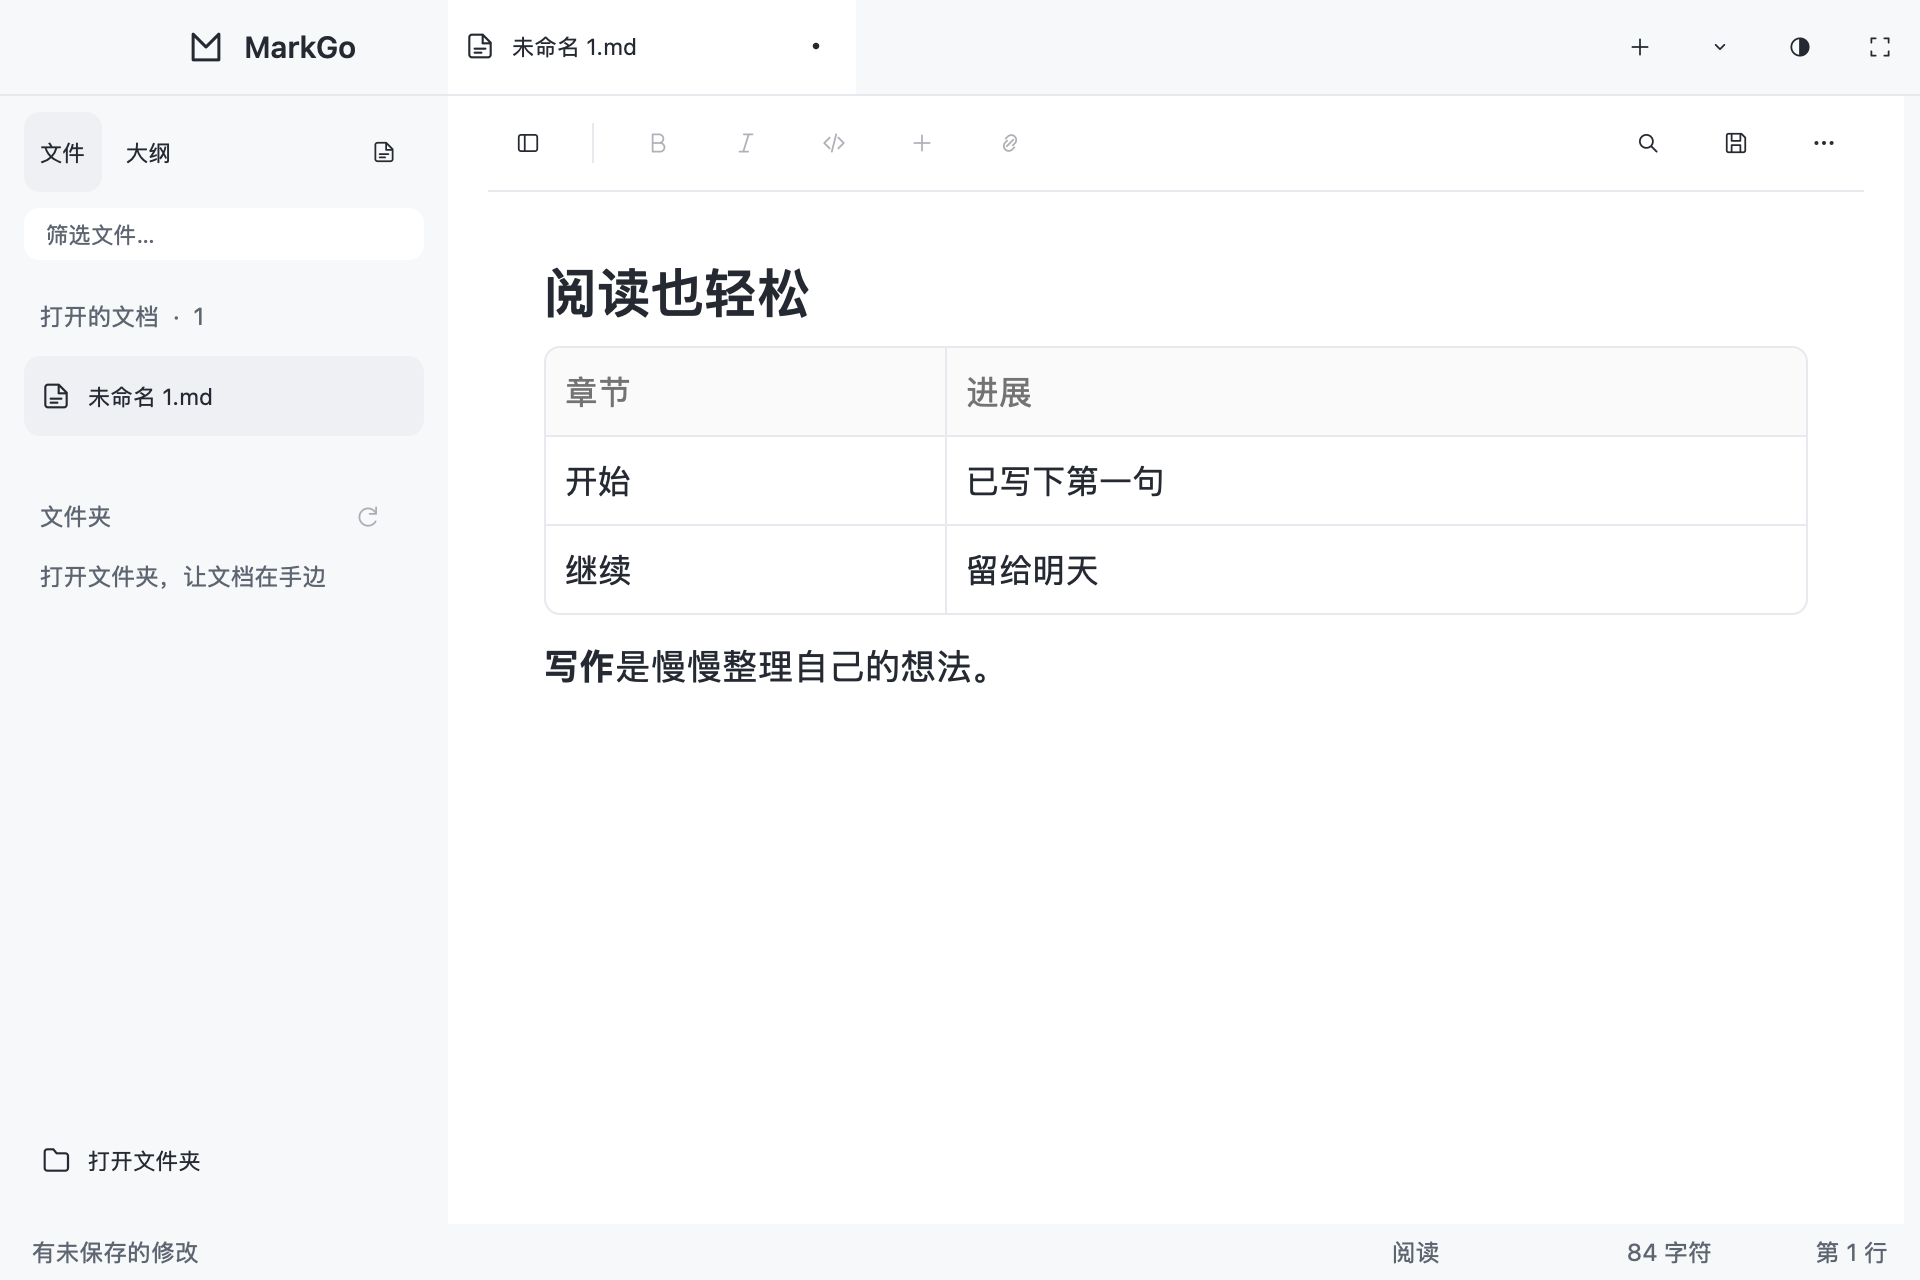 MarkGo
未命名 1.md
文件 大纲
筛选文件...
打开的文档 · 1
未命名 1.md
文件夹
打开文件夹，让文档在手边
打开文件夹
阅读也轻松
章节 进展
开始 已写下第一句
继续 留给明天
写作是慢慢整理自己的想法。
有未保存的修改 阅读 84 字符 第 1 行